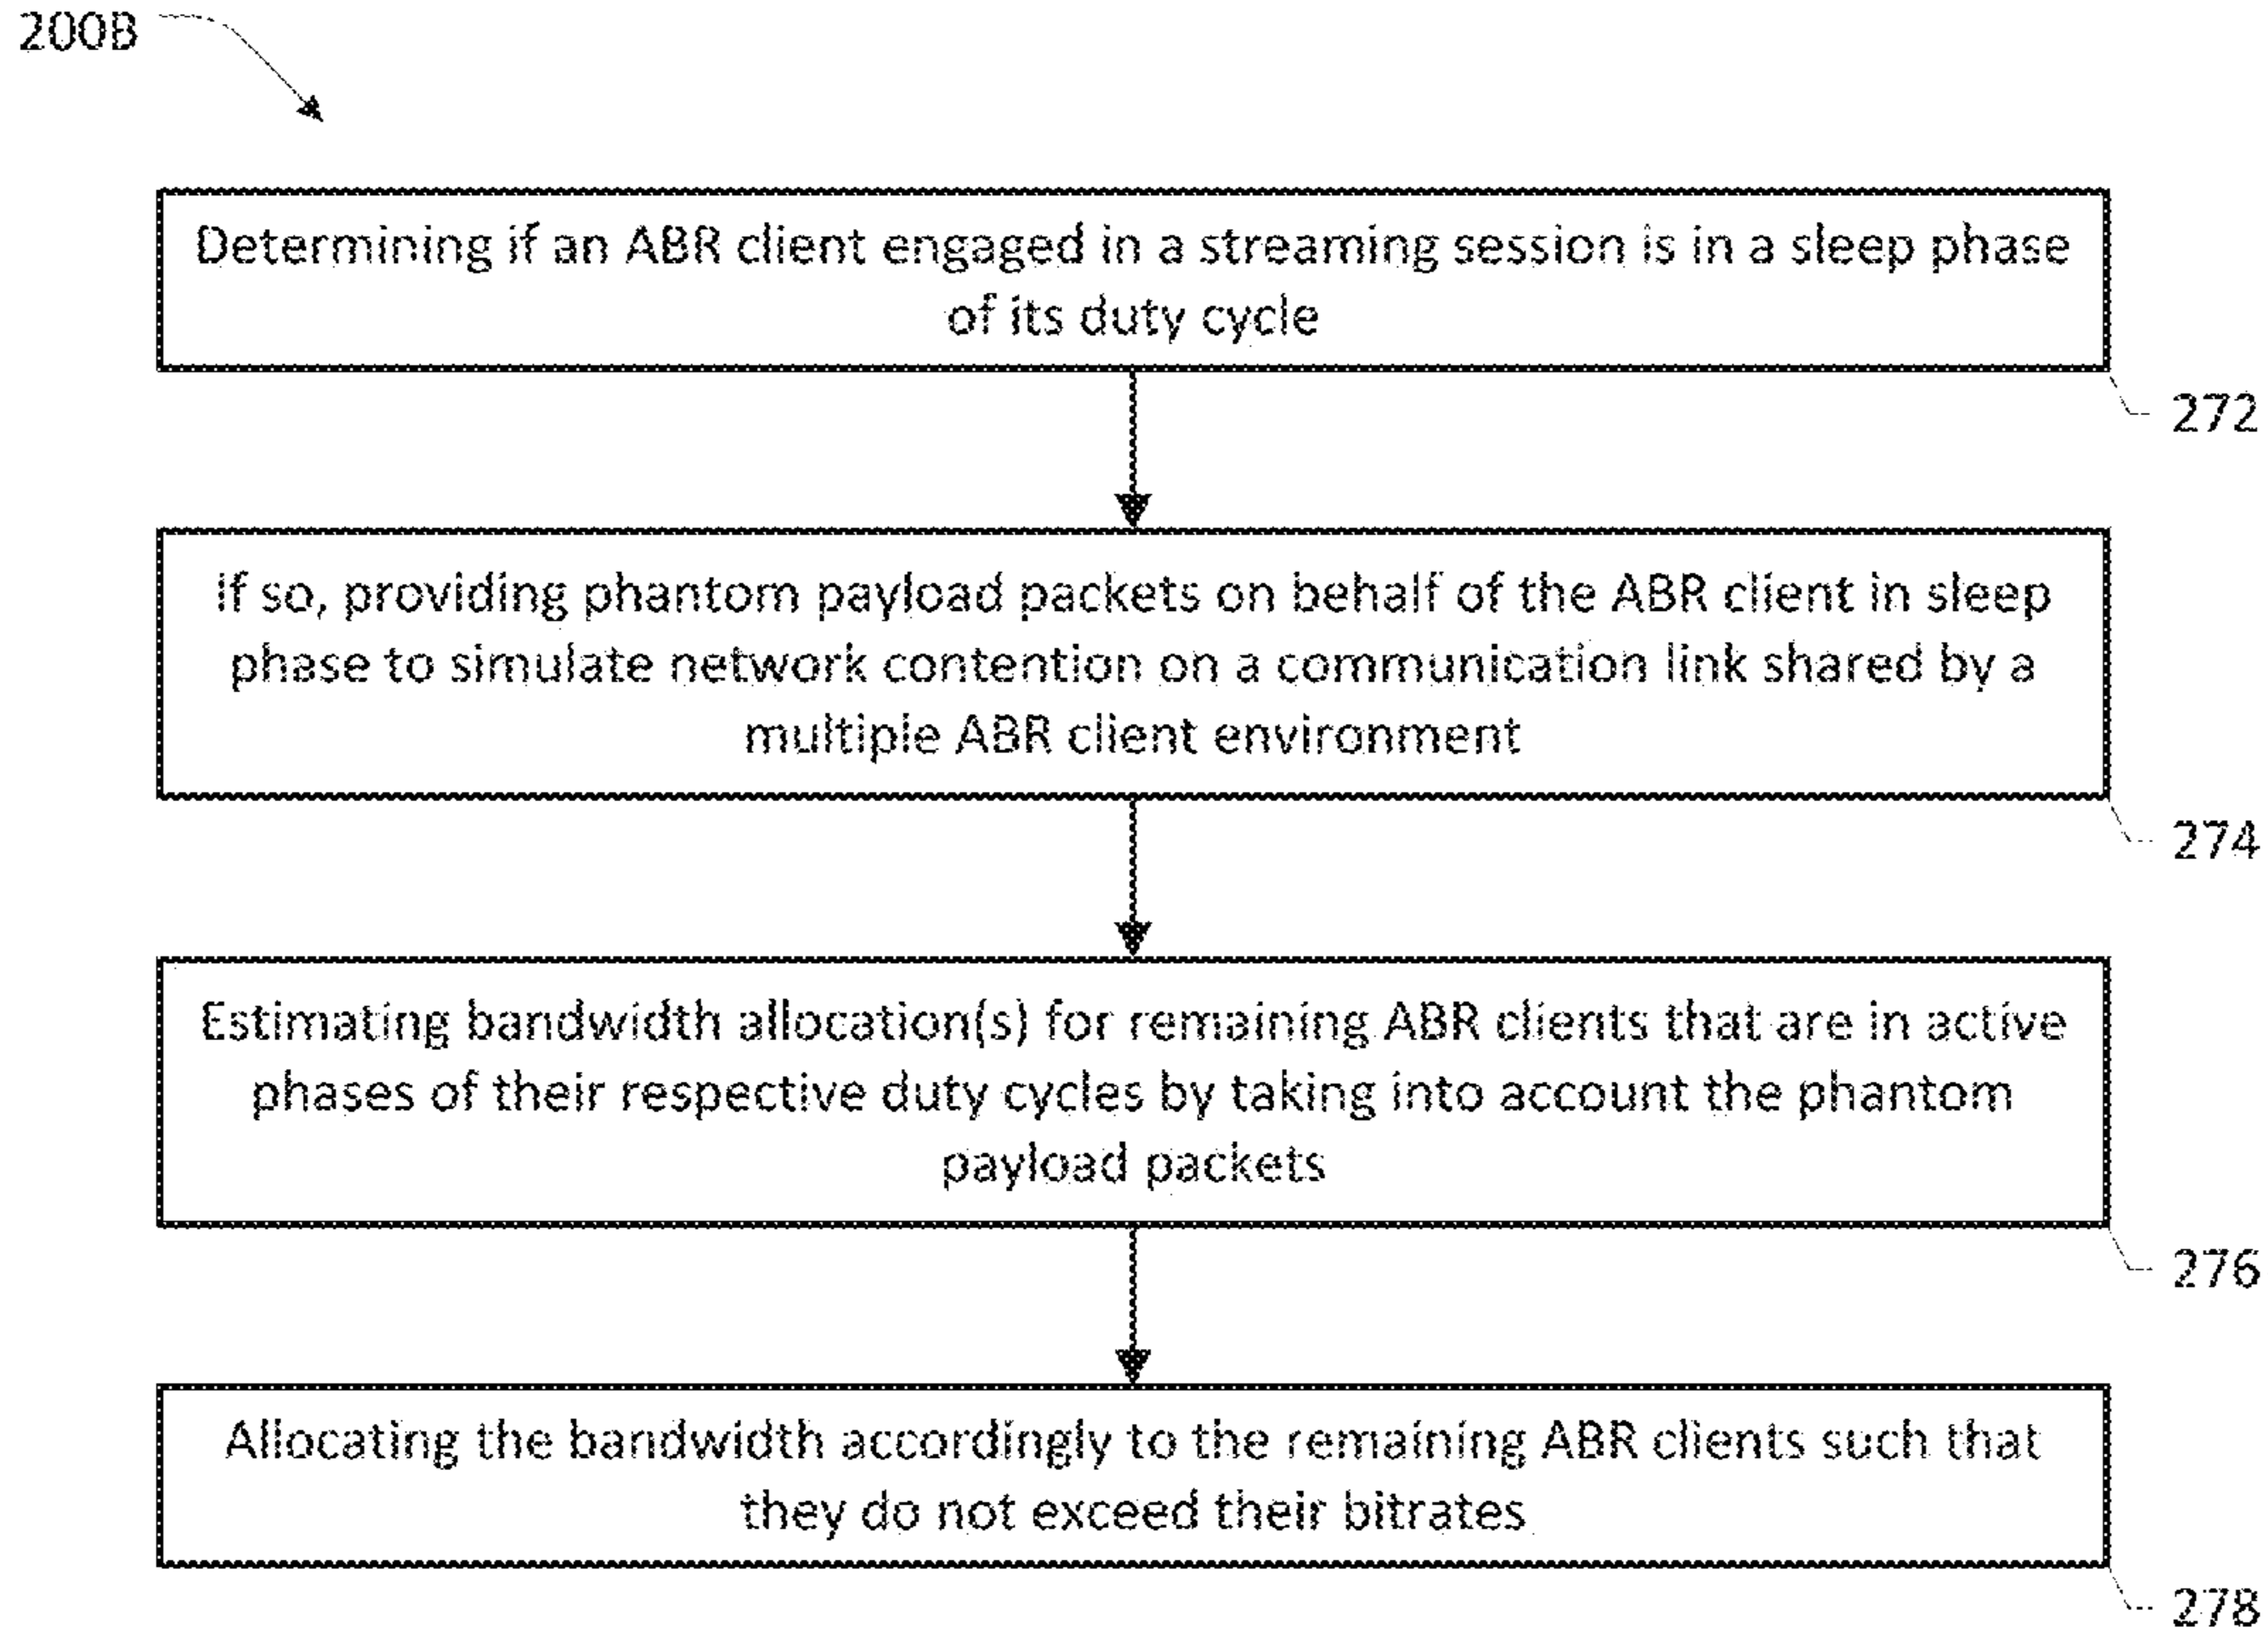 200B
Determining if an ABR client engaged in a streaming session is in a sleep phase
of its duty cycle
272
If so, providing phantom payload packets on behalf of the ABR client in sleep
phase to simulate network contention on a communication link shared by a
multiple ABR client environment
274
Estimating bandwidth allocation(s) for remaining ABR clients that are in active
phases of their respective duty cycles by taking into account the phantom
payload packets
276
Allocating the bandwidth accordingly to the remaining ABR clients such that
they do not exceed their bitrates
278